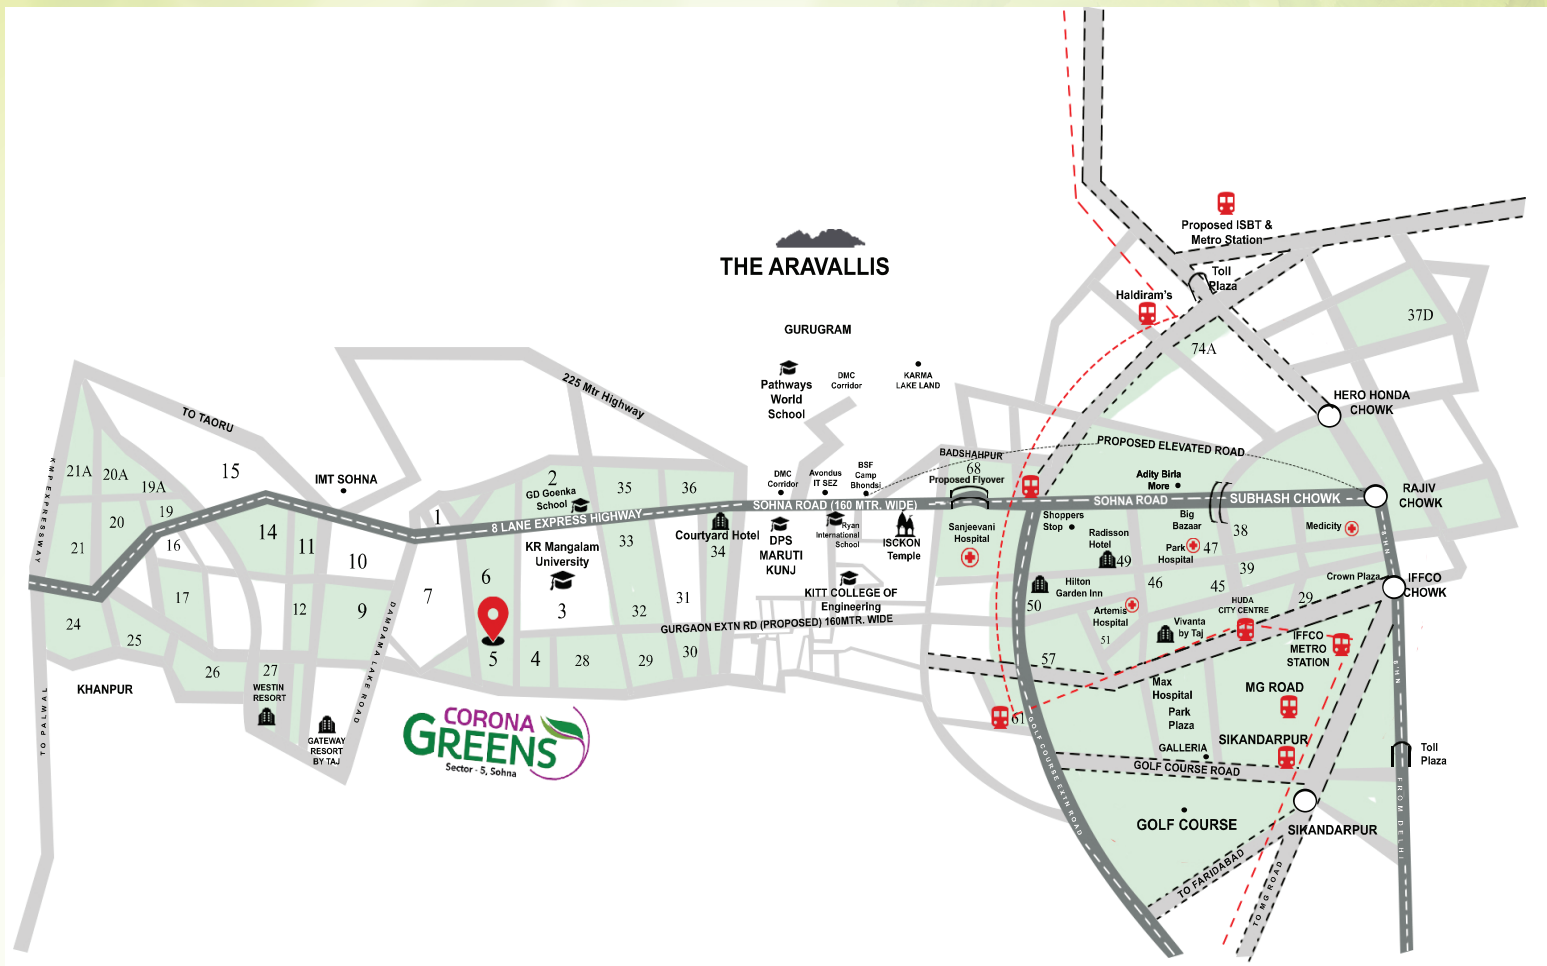 Proposed ISBT &
Metro Station
Toll
Plaza
THE ARAVALLIS
Haldiram's
37D
GURUGRAM
74A
Pathways
World
School
DMC
Corridor
KARMA
LAKE LAND
225 Mtr Highway
HERO HONDA
CHOWK
TO TAORU
PROPOSED ELEVATED ROAD
BADSHAHPUR
68
Proposed Flyover
KMP EXPRESSWAY
21A
20A
19A
15
IMT SOHNA
2
GD Goenka
School
35
36
DMC
Corridor
Avondus
IT SEZ
BSF
Camp
Bhondsi
Adity Birla
More
RAJIV
CHOWK
SOHNA ROAD (160 MTR. WIDE)
SOHNA ROAD
SUBHASH CHOWK
8 LANE EXPRESS HIGHWAY
1
19
20
16
21
14
11
10
KR Mangalam
University
33
Courtyard Hotel
34
DPS
MARUTI
KUNJ
Ryan
International
School
ISCKON
Temple
Sanjeevani
Hospital
Shoppers
Stop
Radisson
Hotel
49
Big
Bazaar
Park
Hospital
47
38
Medicity
N.H.8
39
Crown Plaza
IFFCO
CHOWK
6
7
3
17
12
9
24
25
26
27
32
31
KITT COLLEGE OF
Engineering
GURGAON EXTN RD (PROPOSED) 160MTR. WIDE
Hilton
Garden Inn
50
46
45
29
Artemis
Hospital
51
HUDA
CITY CENTRE
Vivanta
by Taj
IFFCO
METRO
STATION
5
4
28
29
30
57
DAMDAMA LAKE ROAD
KHANPUR
WESTIN
RESORT
GATEWAY
RESORT
BY TAJ
TO PALWAL
CORONA
GREENS
Sector - 5, Sohna
61
Max
Hospital
Park
Plaza
MG ROAD
N.H.8
SIKANDARPUR
GALLERIA
GOLF COURSE ROAD
Toll
Plaza
GOLF COURSE EXTN ROAD
GOLF COURSE
SIKANDARPUR
FROM DELHI
TO FARIDABAD
TO MG ROAD